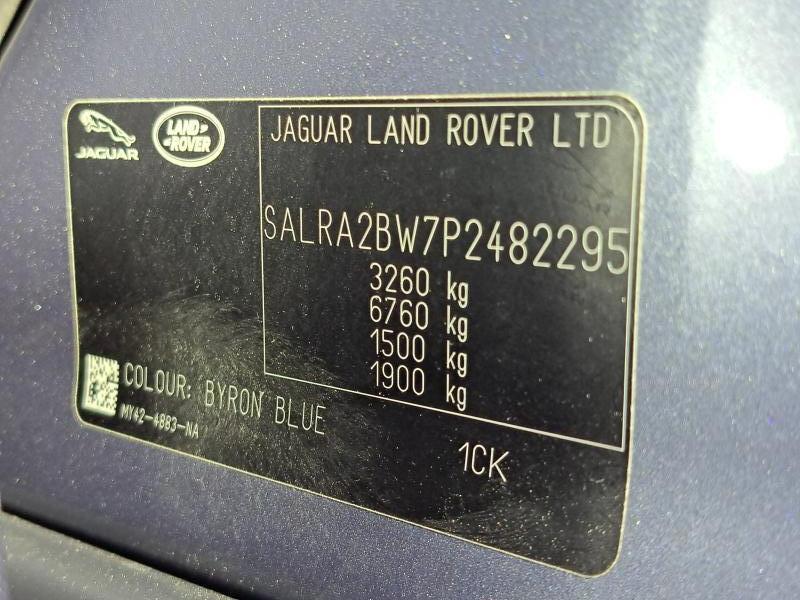 JAGUAR
LAND
ROVER
JAGUAR LAND ROVER LTD
SALRA2BW7P2482295
3260 kg
6760 kg
1500 kg
1900 kg
COLOUR: BYRON BLUE
MY42-4883-NA
1CK